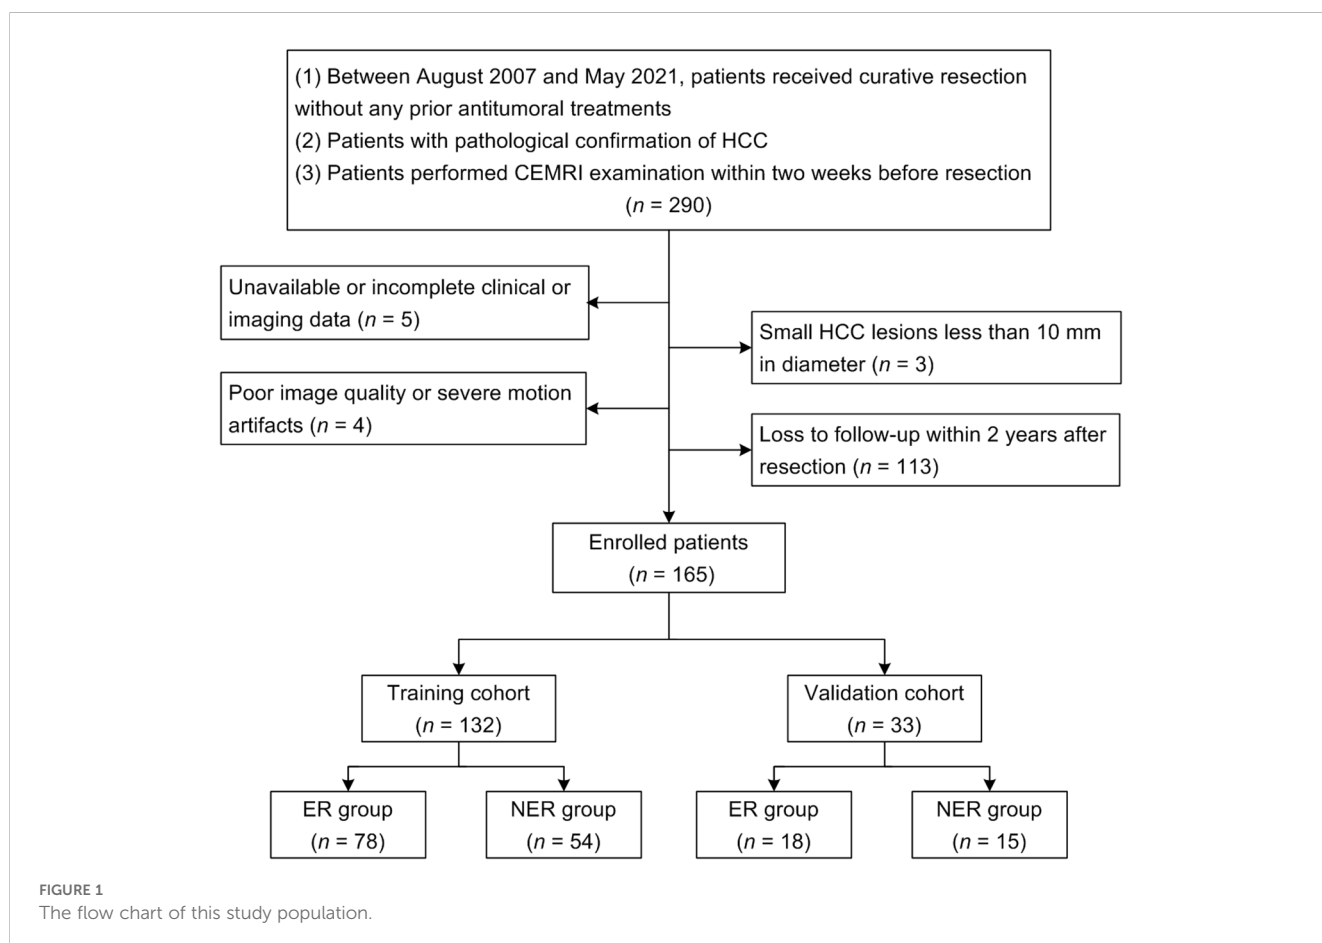 (1) Between August 2007 and May 2021, patients received curative resection
without any prior antitumoral treatments
(2) Patients with pathological confirmation of HCC
(3) Patients performed CEMRI examination within two weeks before resection
(n = 290)
Unavailable or incomplete clinical or
imaging data (n = 5)
Small HCC lesions less than 10 mm
in diameter (n = 3)
Poor image quality or severe motion
artifacts (n = 4)
Loss to follow-up within 2 years after
resection (n = 113)
Enrolled patients
(n = 165)
Training cohort
(n = 132)
Validation cohort
(n = 33)
ER group
(n = 78)
NER group
(n = 54)
ER group
(n = 18)
NER group
(n = 15)
FIGURE 1
The flow chart of this study population.